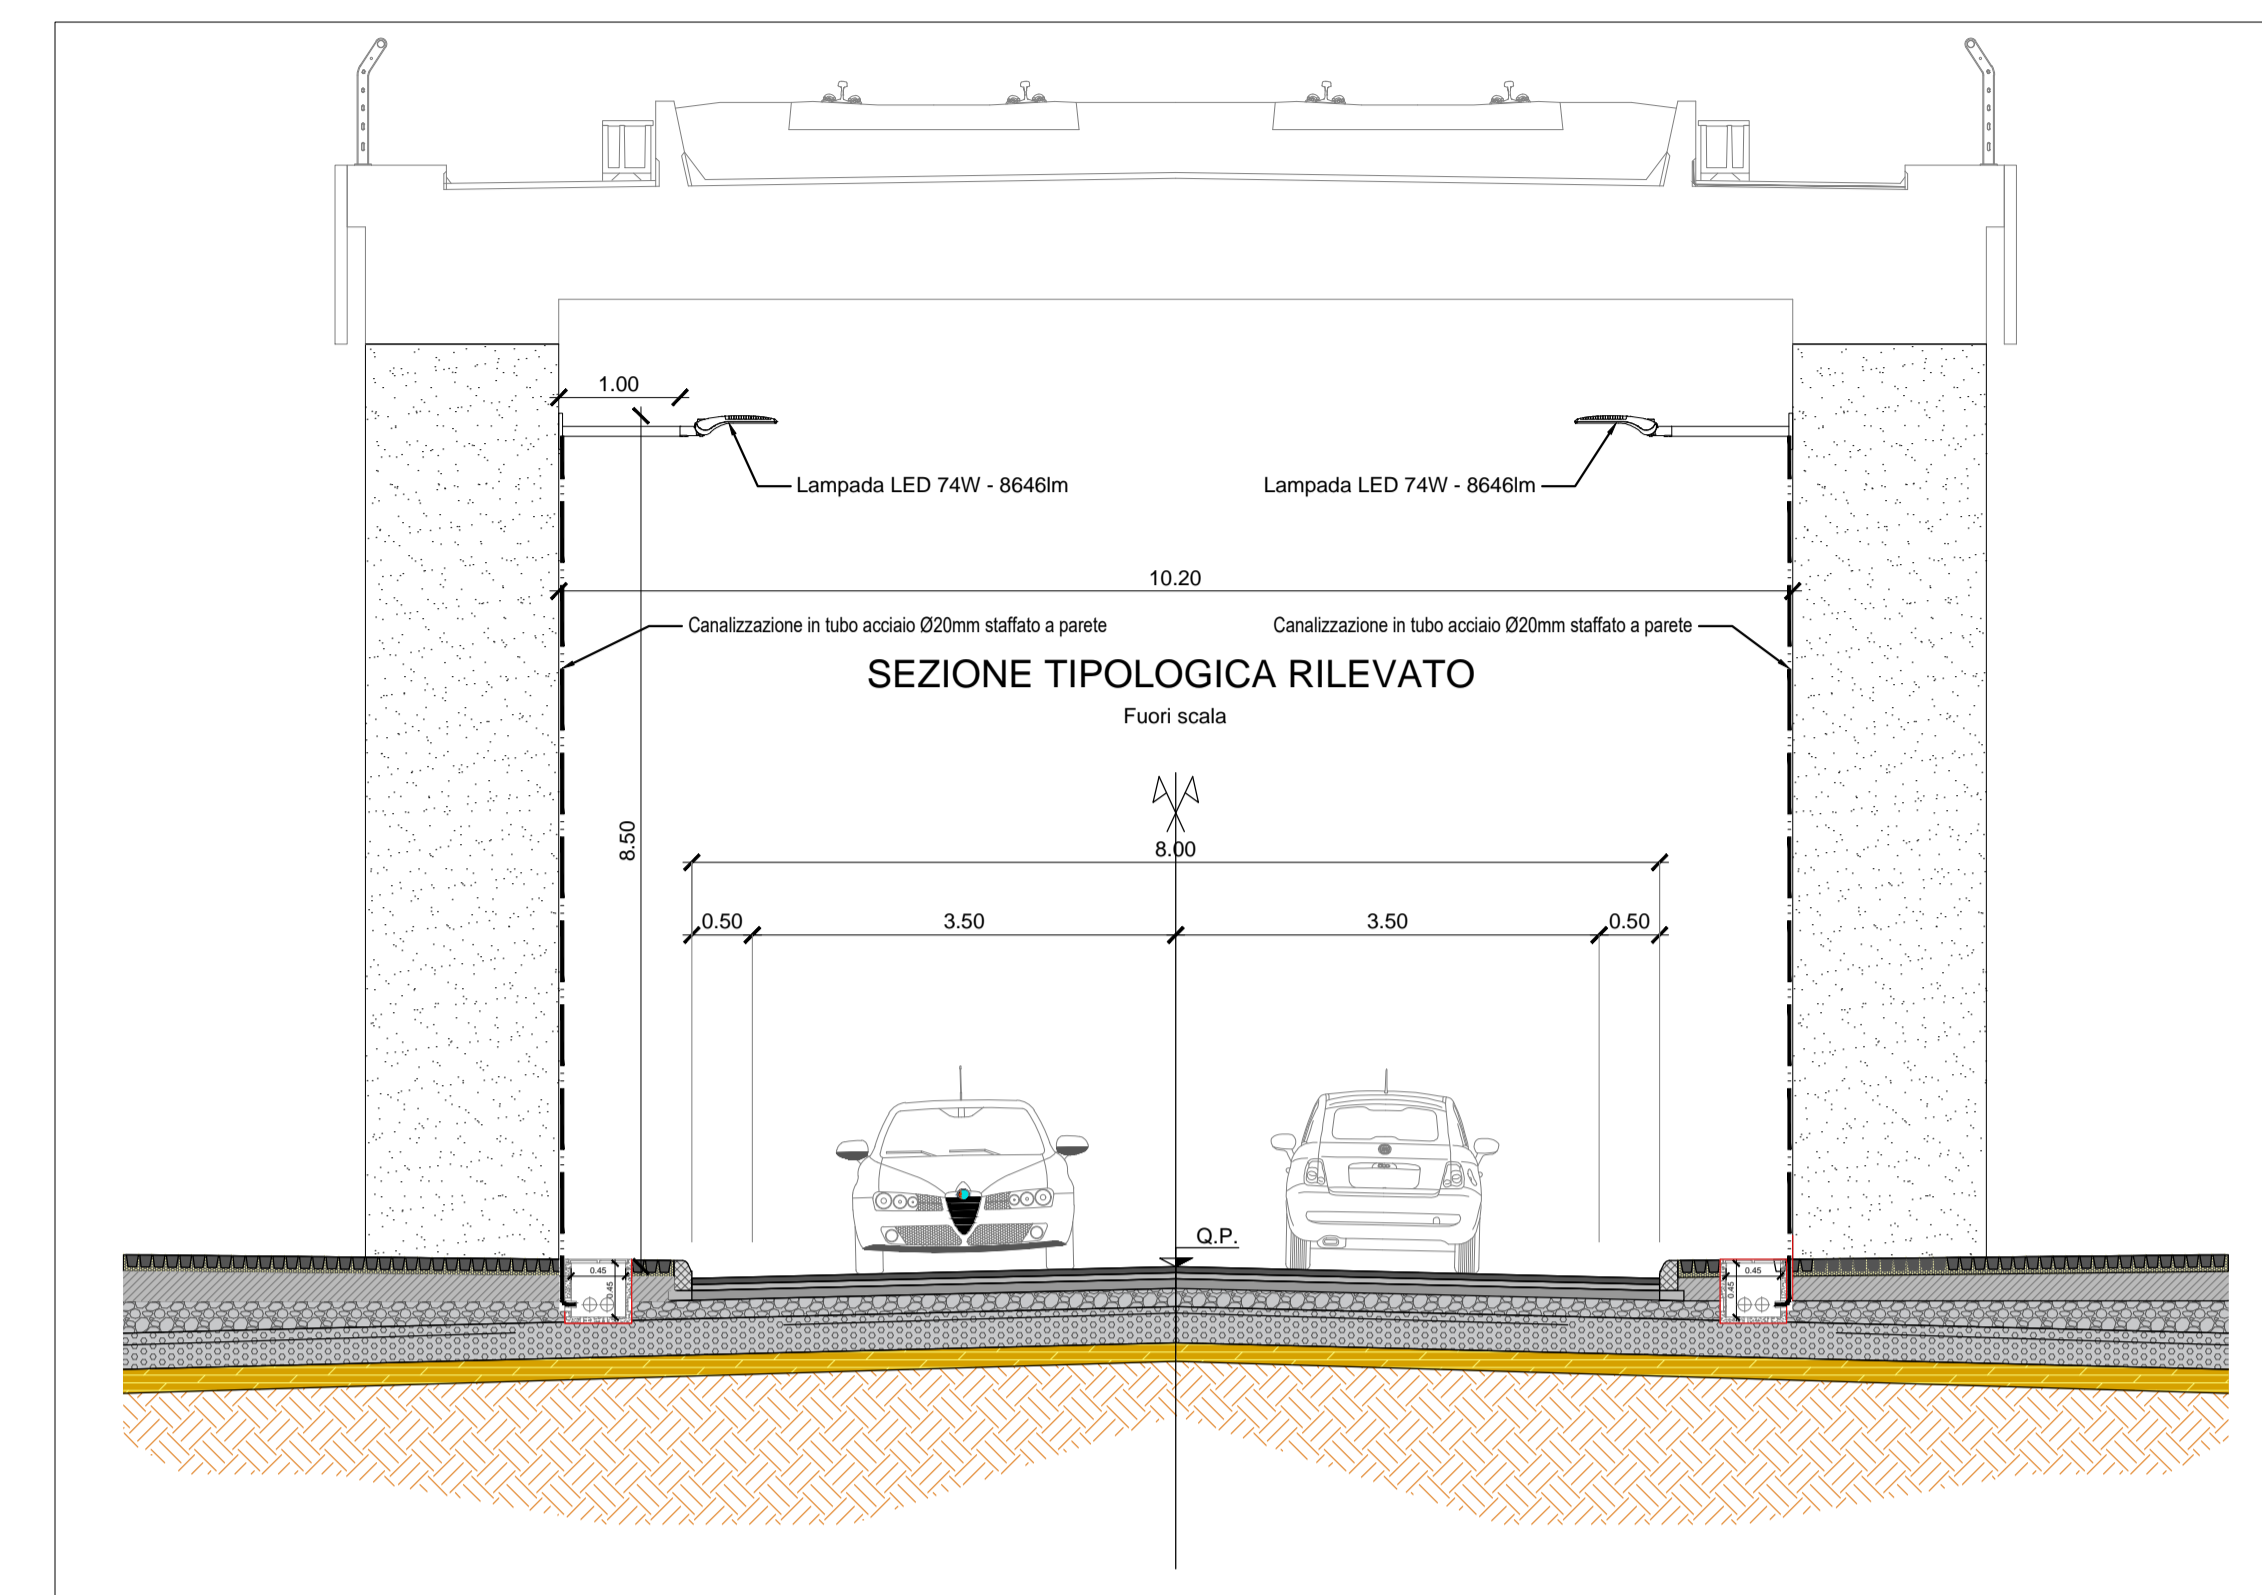 1.00
Lampada LED 74W - 8646lm
Lampada LED 74W - 8646lm
10.20
Canalizzazione in tubo acciaio Ø20mm staffato a parete
Canalizzazione in tubo acciaio Ø20mm staffato a parete
SEZIONE TIPOLOGICA RILEVATO
Fuori scala
8.50
8.00
0.50
3.50
3.50
0.50
Q.P.
0.45
0.45
0.45
0.45